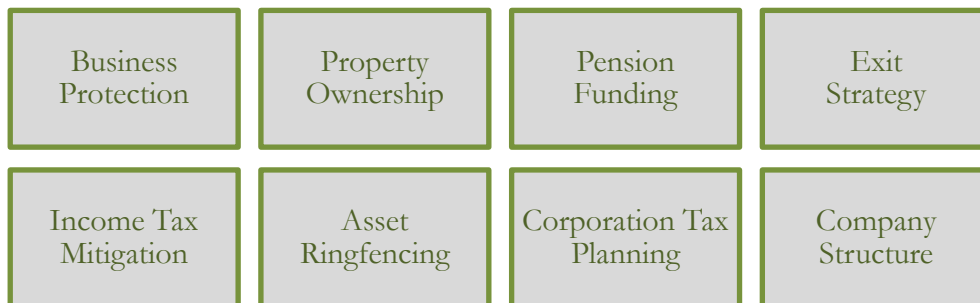 Business
Protection
Property
Ownership
Pension
Funding
Exit
Strategy
Income Tax
Mitigation
Asset
Ringfencing
Corporation Tax
Planning
Company
Structure